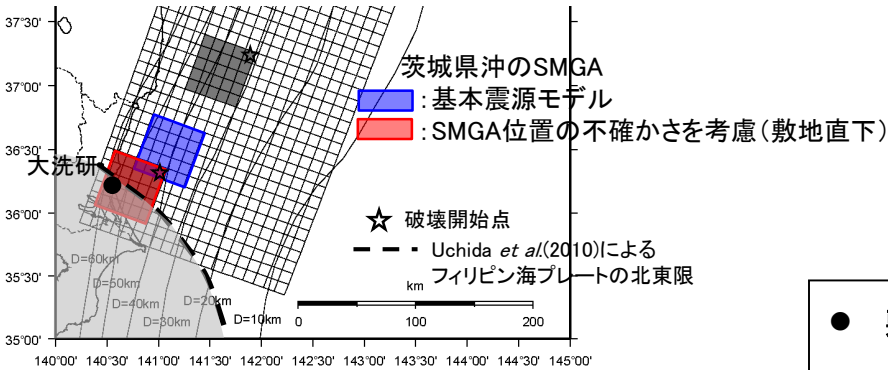 37°30'
茨城県沖のSMGA
37°00'
：基本震源モデル
：SMGA位置の不確かさを考慮（敷地直下）
36°30'
大洗研
36°00'
破壊開始点
Uchida et al.(2010)による
フィリピン海プレートの北東限
35°30'
D=60km
D=50km
D=40km
D=30km
D=20km
D=10km
km
0 100 200
35°00'
140°00' 140°30' 141°00' 141°30' 142°00' 142°30' 143°00' 143°30' 144°00' 144°30' 145°00'
●